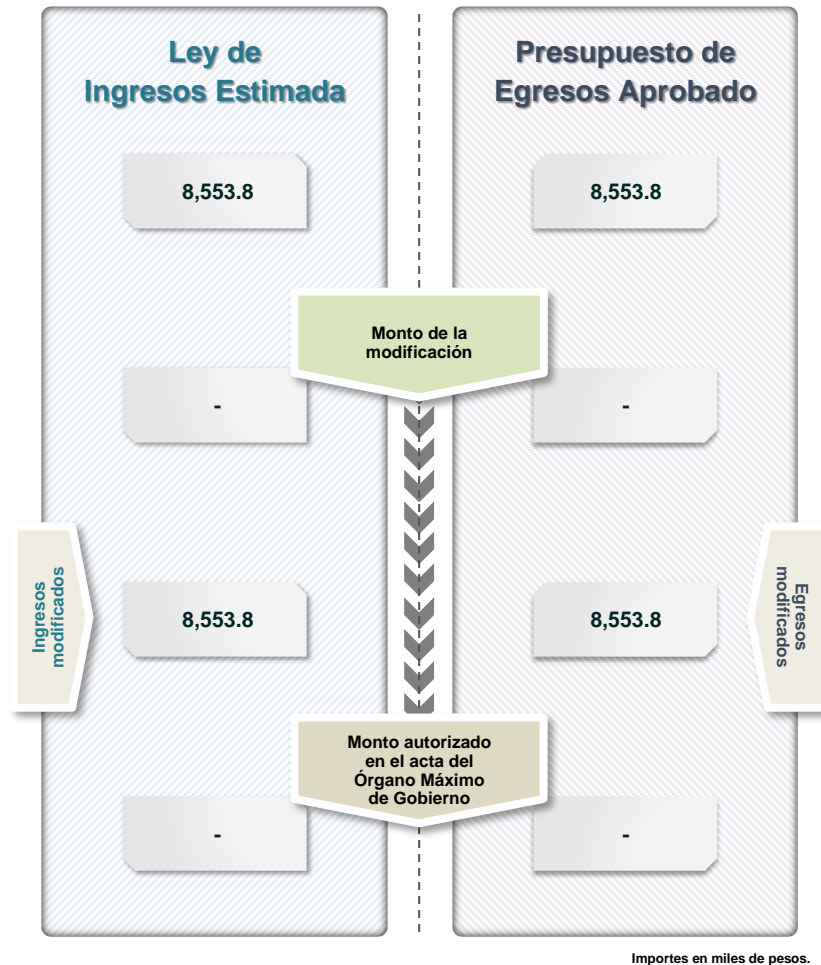 Ley de
Ingresos Estimada
Presupuesto de
Egresos Aprobado
8,553.8
8,553.8
Monto de la
modificación
-
-
Ingresos
modificados
8,553.8
8,553.8
Egresos
modificados
Monto autorizado
en el acta del
Órgano Máximo
de Gobierno
-
-
Importes en miles de pesos.